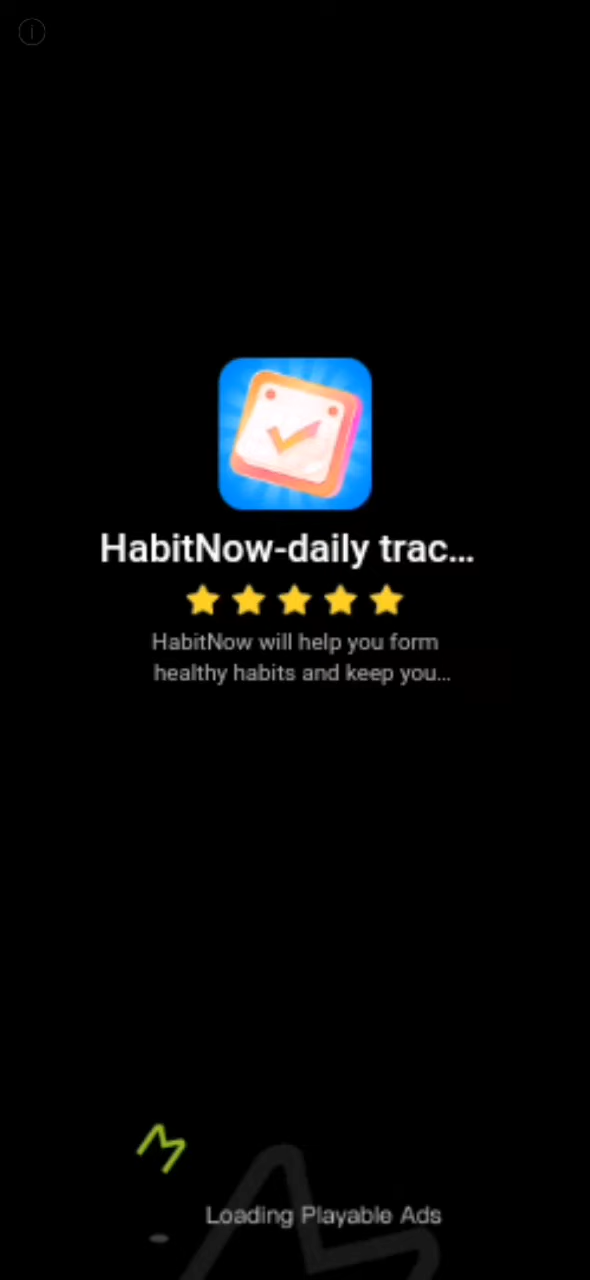 HabitNow-daily trac...
HabitNow will help you form
healthy habits and keep you...
Loading Playable Ads